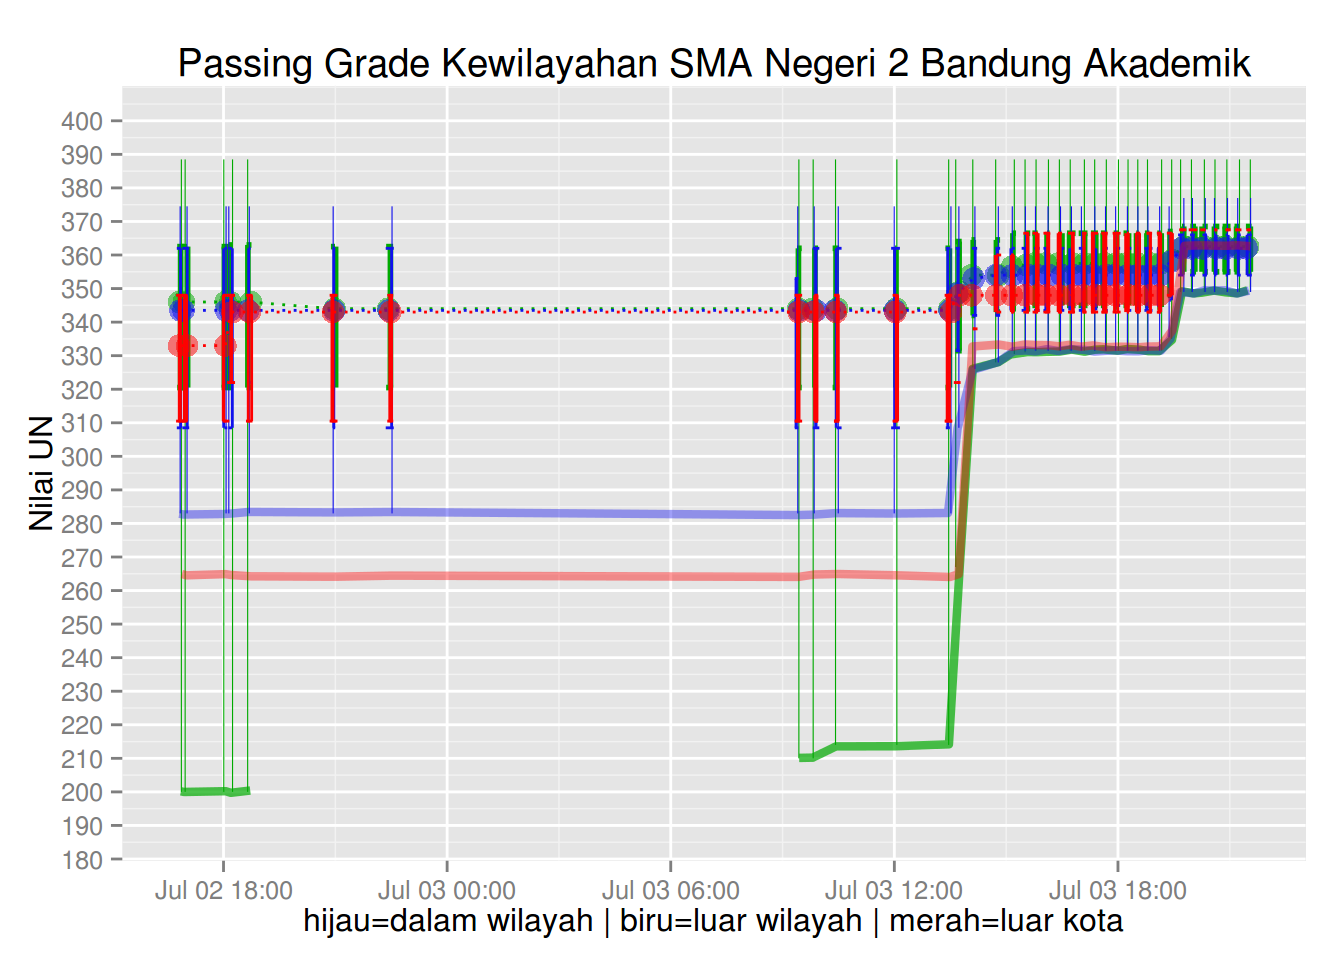 Passing Grade Kewilayahan SMA Negeri 2 Bandung Akademik
Nilai UN
400
390
380
370
360
350
340
330
320
310
300
290
280
270
260
250
240
230
220
210
200
190
180
Jul 02 18:00
Jul 03 00:00
Jul 03 06:00
Jul 03 12:00
Jul 03 18:00
hijau=dalam wilayah | biru=luar wilayah | merah=luar kota